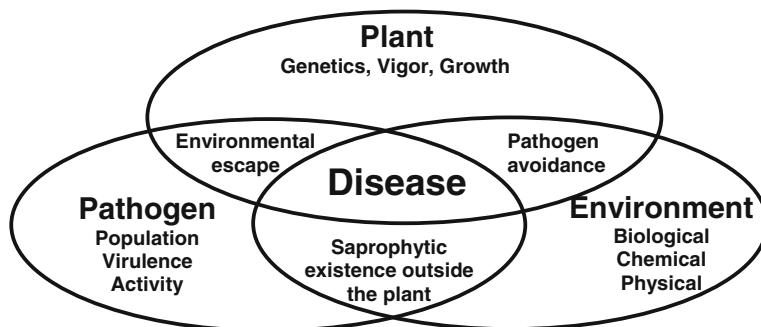 Plant
Genetics, Vigor, Growth
Environmental
escape
Pathogen
avoidance
Disease
Pathogen
Population
Virulence
Activity
Saprophytic
existence outside
the plant
Environment
Biological
Chemical
Physical